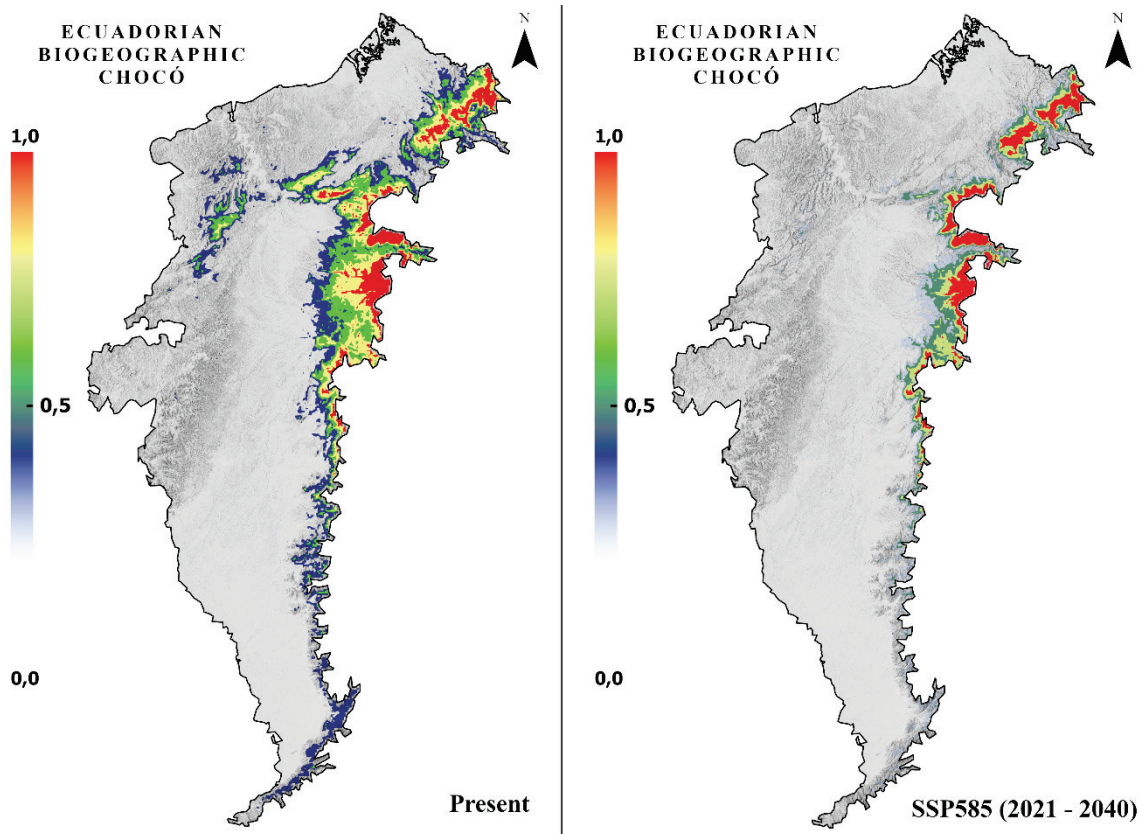 ECUADORIAN
BIOGEOGRAPHIC
CHOCÓ
N
1,0
0,5
0,0
Present
ECUADORIAN
BIOGEOGRAPHIC
CHOCÓ
N
1,0
0,5
0,0
SSP585 (2021 - 2040)